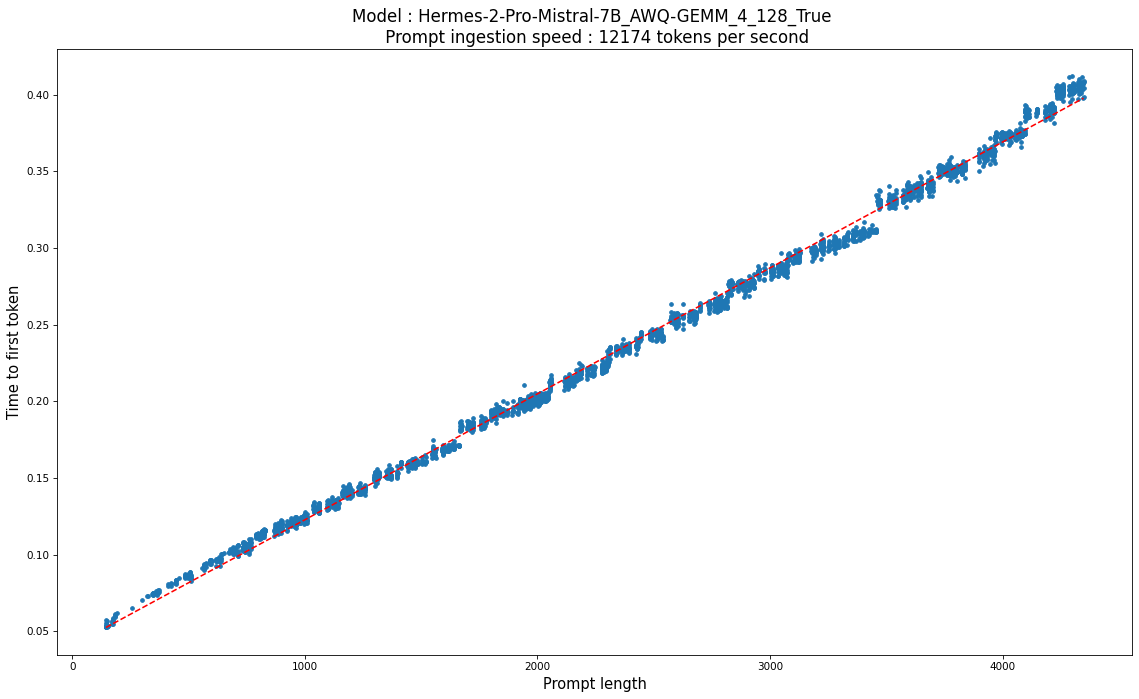 Model : Hermes-2-Pro-Mistral-7B_AWQ-GEMM_4_128_True
Prompt ingestion speed : 12174 tokens per second
Time to first token
0.40
0.35
0.30
0.25
0.20
0.15
0.10
0.05
0 1000 2000 3000 4000
Prompt length